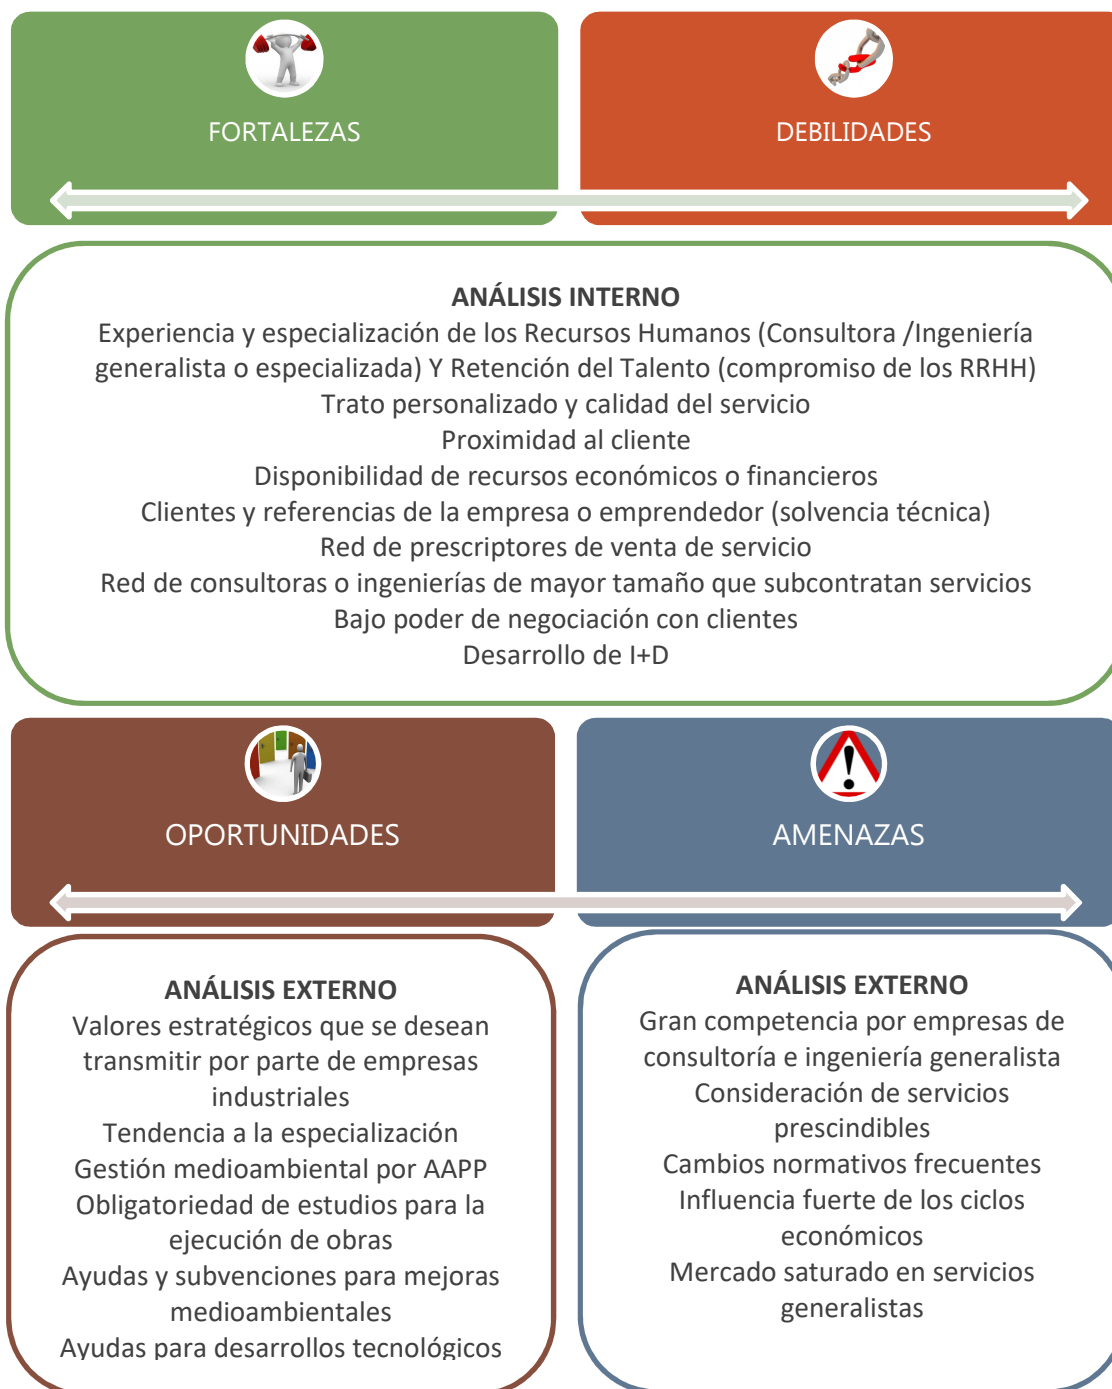 FORTALEZAS
DEBILIDADES
ANÁLISIS INTERNO
Experiencia y especialización de los Recursos Humanos (Consultora /Ingeniería
generalista o especializada) Y Retención del Talento (compromiso de los RRHH)
Trato personalizado y calidad del servicio
Proximidad al cliente
Disponibilidad de recursos económicos o financieros
Clientes y referencias de la empresa o emprendedor (solvencia técnica)
Red de prescriptores de venta de servicio
Red de consultoras o ingenierías de mayor tamaño que subcontratan servicios
Bajo poder de negociación con clientes
Desarrollo de I+D
OPORTUNIDADES
AMENAZAS
ANÁLISIS EXTERNO
Valores estratégicos que se desean
transmitir por parte de empresas
industriales
Tendencia a la especialización
Gestión medioambiental por AAPP
Obligatoriedad de estudios para la
ejecución de obras
Ayudas y subvenciones para mejoras
medioambientales
Ayudas para desarrollos tecnológicos
ANÁLISIS EXTERNO
Gran competencia por empresas de
consultoría e ingeniería generalista
Consideración de servicios
prescindibles
Cambios normativos frecuentes
Influencia fuerte de los ciclos
económicos
Mercado saturado en servicios
generalistas